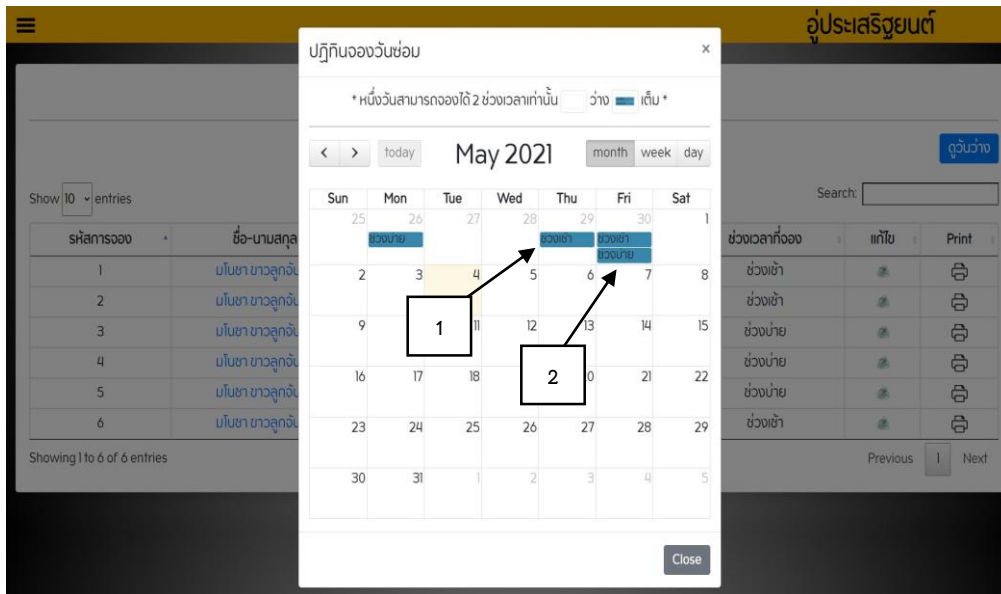 อู่ประเสริฐยนต์
ปฏิทินจองวันซ่อม ×
* หนึ่งวันสามารถจองได้ 2 ช่วงเวลาเท่านั้น ว่าง เต็ม *
ดูวันว่าง
< > today May 2021 month week day
Show 10 entries Search:
Sun Mon Tue Wed Thu Fri Sat
25 26 27 28 29 30 1
ช่วงบ่าย ช่วงเช้า ช่วงเช้า
ช่วงบ่าย
2 3 4 5 6 7 8
9 11 12 13 14 15
16 17 18 20 21 22
23 24 25 26 27 28 29
30 31 1 2 3 4 5
1
2
รหัสการจอง ชื่อ-นามสกุล ช่วงเวลาที่จอง แก้ไข Print
1 มโนชา ขาวลูกจัน ช่วงเช้า
2 มโนชา ขาวลูกจัน ช่วงเช้า
3 มโนชา ขาวลูกจัน ช่วงบ่าย
4 มโนชา ขาวลูกจัน ช่วงบ่าย
5 มโนชา ขาวลูกจัน ช่วงบ่าย
6 มโนชา ขาวลูกจัน ช่วงเช้า
Showing 1 to 6 of 6 entries Previous 1 Next
Close